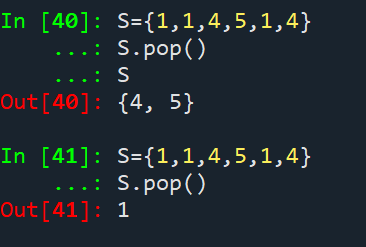 In [40]: S={1,1,4,5,1,4}
    ...: S.pop()
    ...: S
Out[40]: {4, 5}

In [41]: S={1,1,4,5,1,4}
    ...: S.pop()
Out[41]: 1